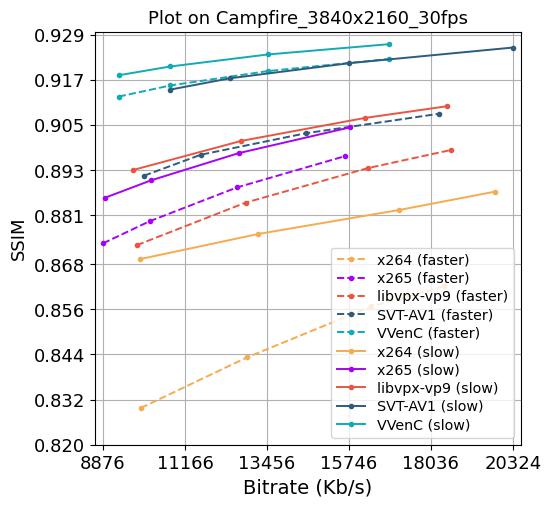 Plot on Campfire_3840x2160_30fps
0.929
0.917
0.905
0.893
0.881
0.868
0.856
0.844
0.832
0.820
SSIM
x264 (faster)
x265 (faster)
libvpx-vp9 (faster)
SVT-AV1 (faster)
VVenC (faster)
x264 (slow)
x265 (slow)
libvpx-vp9 (slow)
SVT-AV1 (slow)
VVenC (slow)
8876 11166 13456 15746 18036 20324
Bitrate (Kb/s)